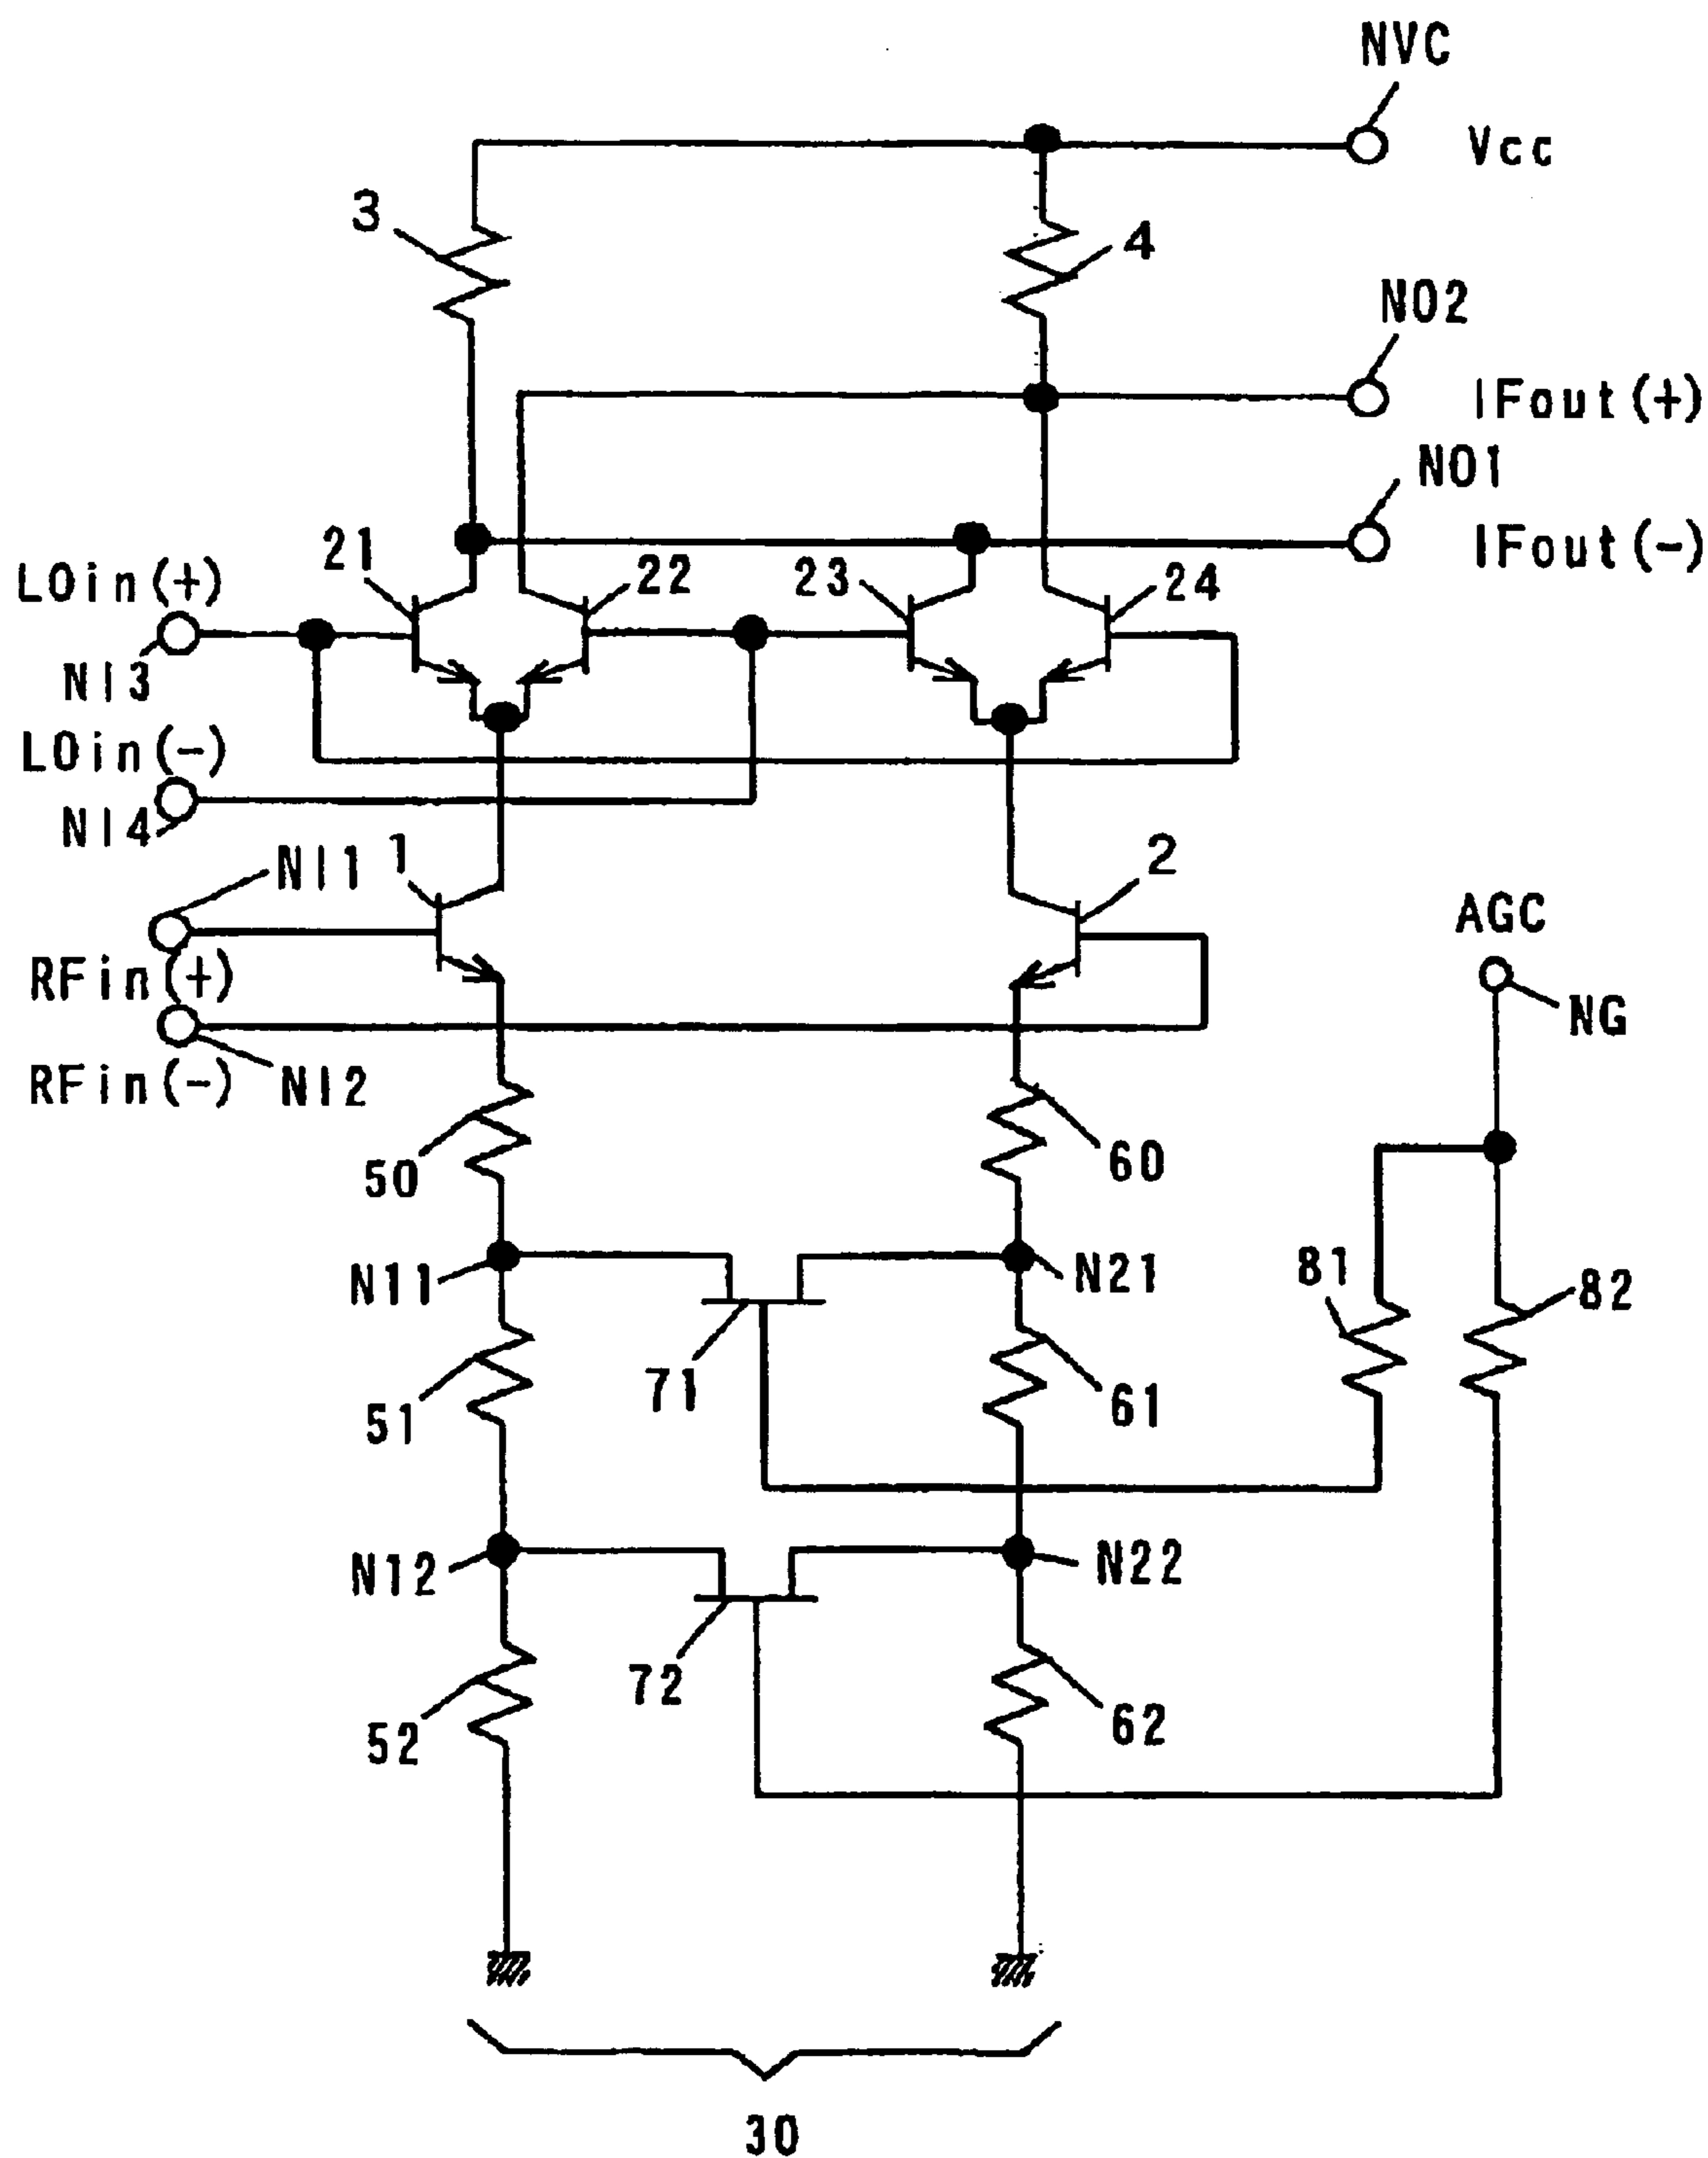 NVC
Vcc
3
4
NO2
IFout(+)
NO1
IFout(-)
21
22
23
24
LOin(+)
NI3
LOin(-)
NI4
NI1
1
2
AGC
RFin(+)
NG
RFin(-)
NI2
50
60
N11
N21
81
82
71
51
61
N12
N22
72
52
62
30